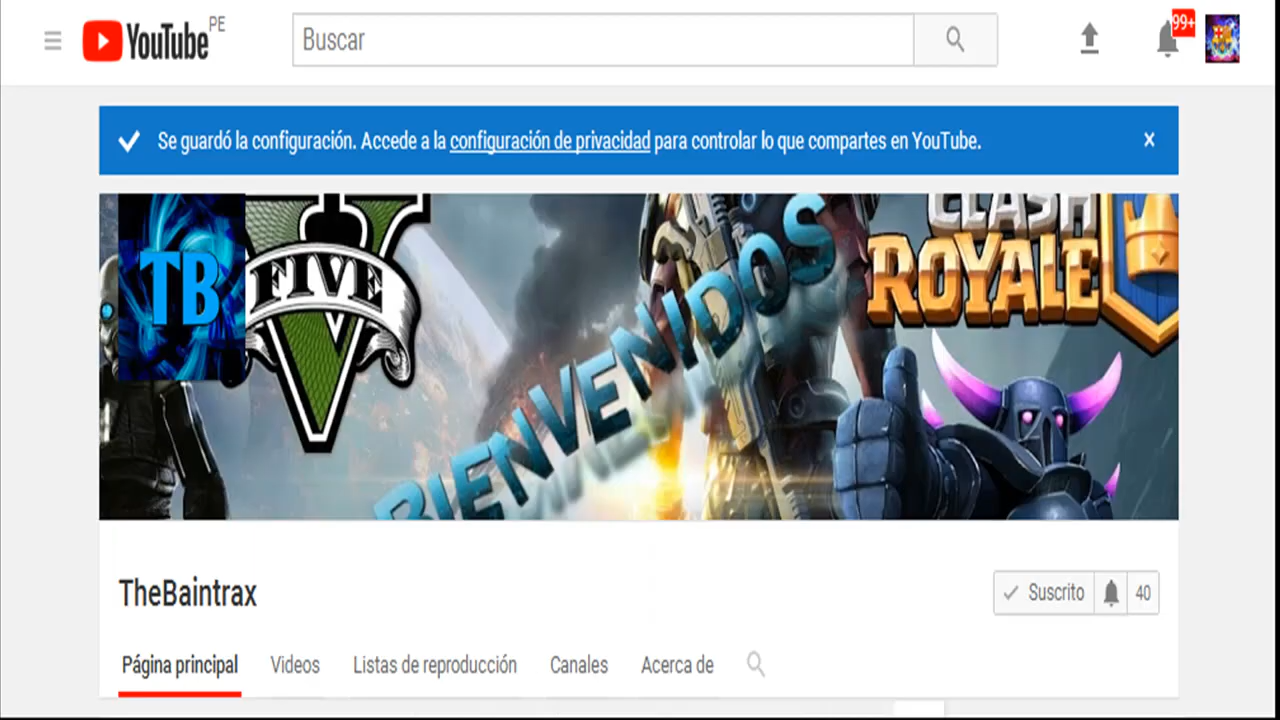 YouTube PE
Buscar
99+
Se guardó la configuración. Accede a la configuración de privacidad para controlar lo que compartes en YouTube.
x
TB
V
FIVE
BIENVENIDOS
CLASH
ROYALE
TheBaintrax
Suscrito 40
Página principal Videos Listas de reproducción Canales Acerca de